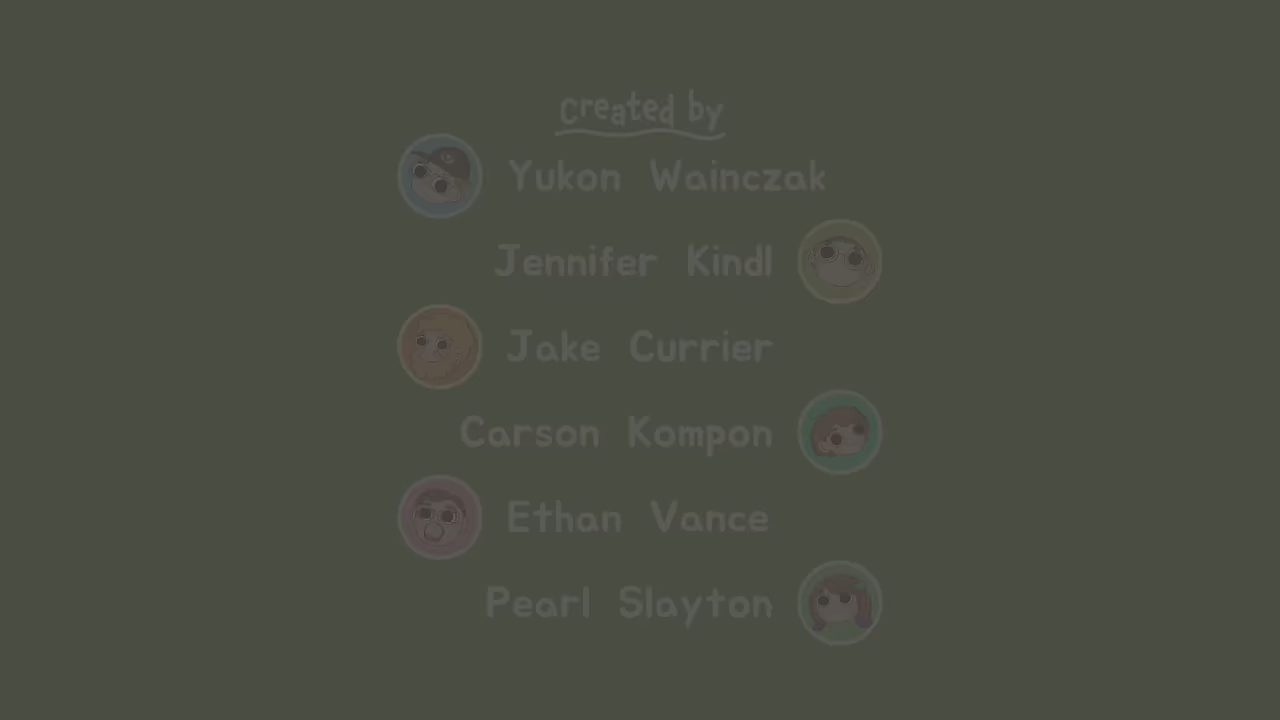 created by
Yukon Wainczak
Jennifer Kindl
Jake Currier
Carson Kompon
Ethan Vance
Pearl Slayton